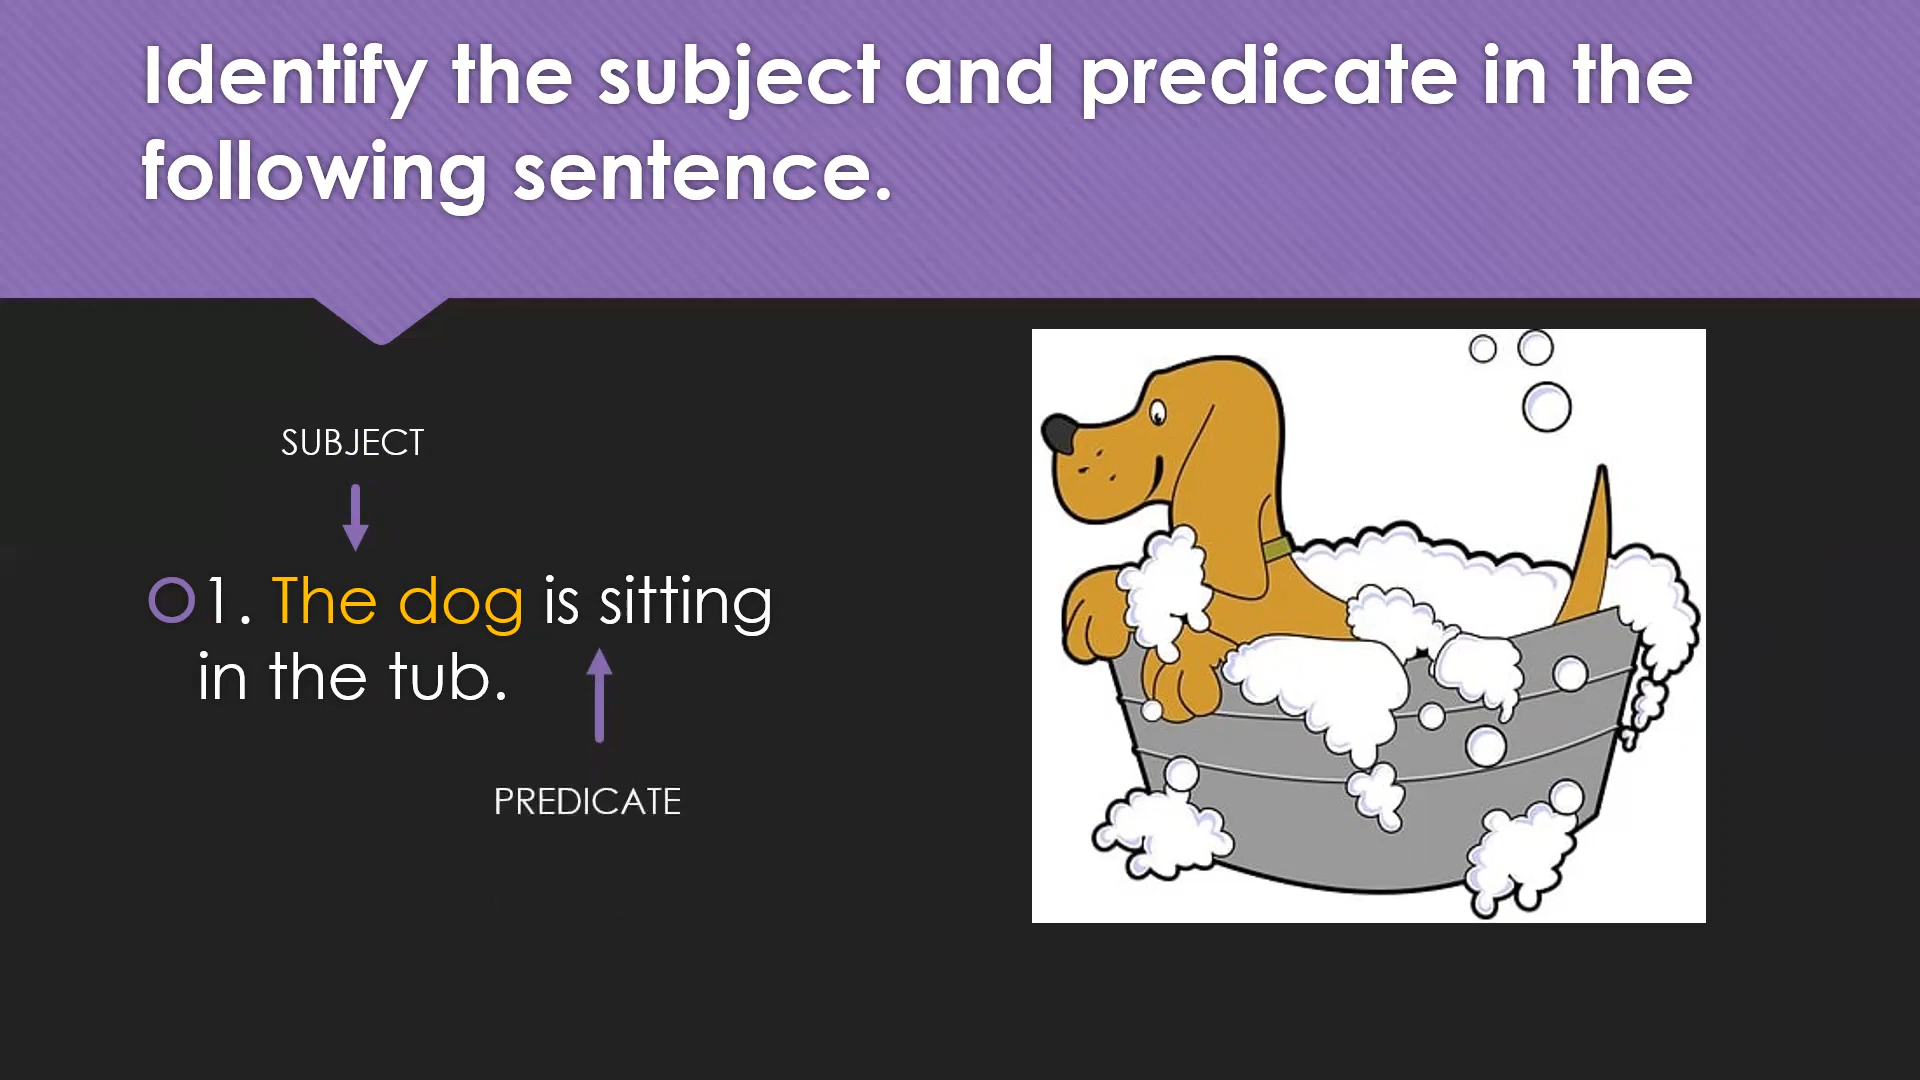 Identify the subject and predicate in the
following sentence.
SUBJECT
1. The dog is sitting
in the tub.
PREDICATE